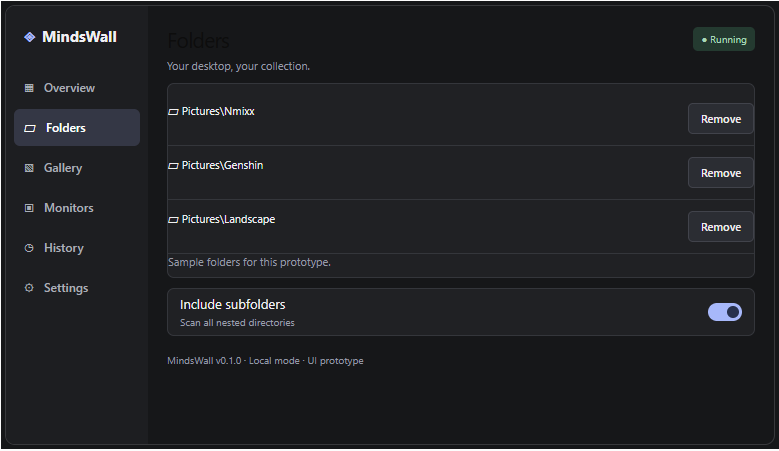 MindsWall
Overview
Folders
Gallery
Monitors
History
Settings
Folders
Running
Your desktop, your collection.
Pictures\Nmixx
Remove
Pictures\Genshin
Remove
Pictures\Landscape
Remove
Sample folders for this prototype.
Include subfolders
Scan all nested directories
MindsWall v0.1.0 · Local mode · UI prototype